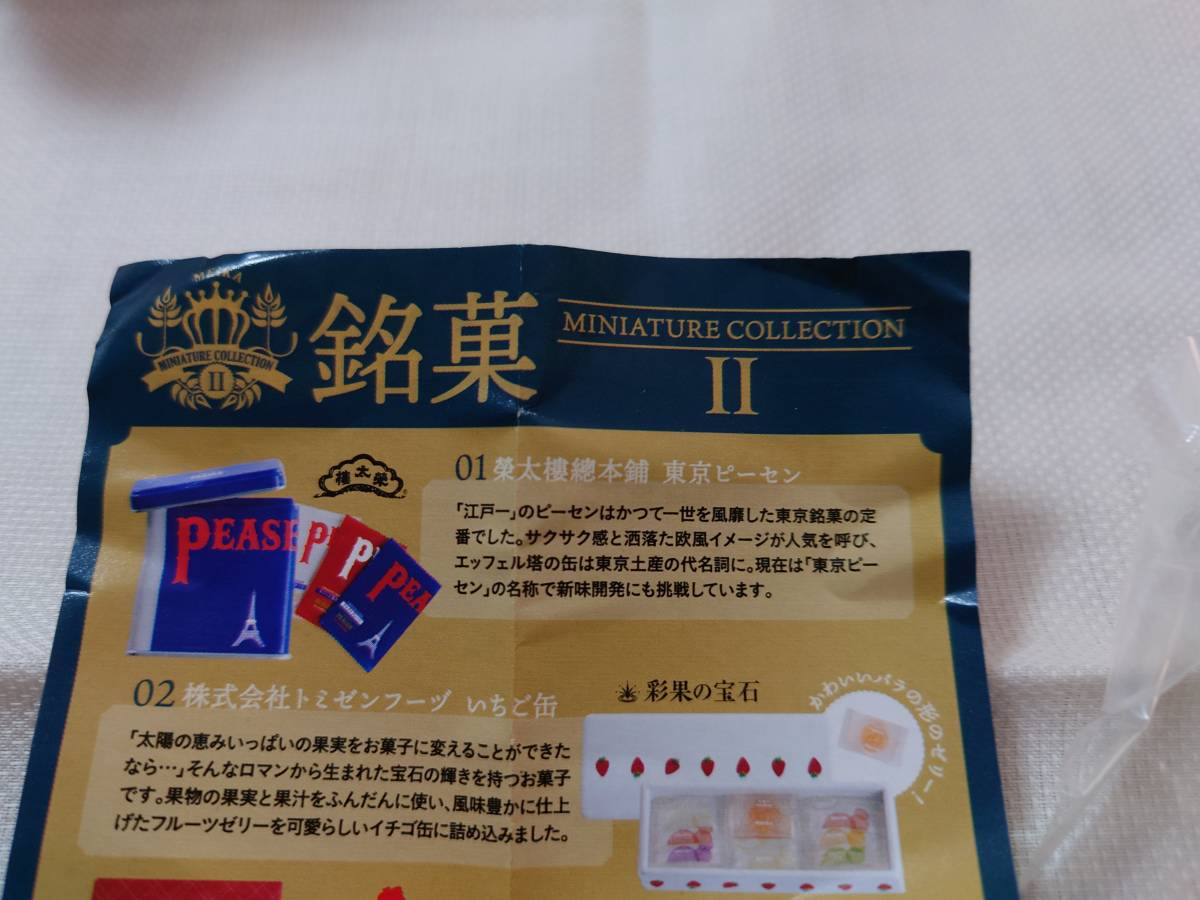 MEIKA
MINIATURE COLLECTION
II
銘菓
MINIATURE COLLECTION
II
榮太樓
01 榮太樓總本鋪 東京ピーセン
「江戸一」のピーセンはかつて一世を風靡した東京銘菓の定
番でした。サクサク感と洒落た欧風イメージが人気を呼び、
エッフェル塔の缶は東京土産の代名詞に。現在は「東京ピー
セン」の名称で新味開発にも挑戦しています。
PEASE
P
P
PEA
02 株式会社トミゼンフーヅ いちご缶
「太陽の恵みいっぱいの果実をお菓子に変えることができた
なら…」そんなロマンから生まれた宝石の輝きを持つお菓子
です。果物の果実と果汁をふんだんに使い、風味豊かに仕上
げたフルーツゼリーを可愛らしいイチゴ缶に詰め込みました。
彩果の宝石
かわいいバラの形のゼリー！